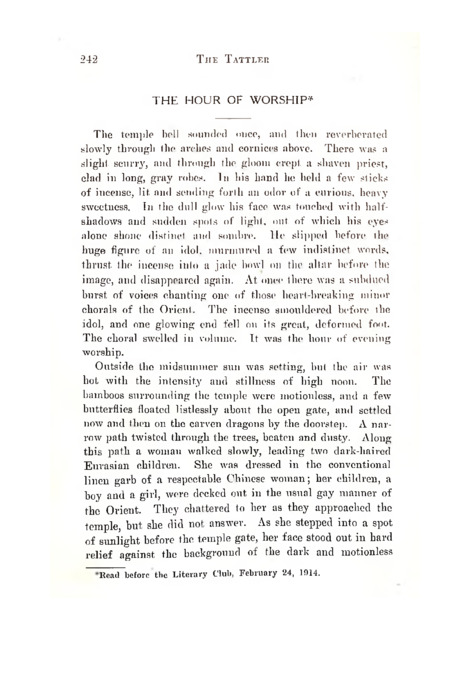 242 THE TATTLER
THE HOUR OF WORSHIP*
The temple bell sounded once, and then reverberated
slowly through the arches and cornices above. There was a
slight scurry, and through the gloom crept a shaven priest,
clad in long, gray robes. In his hand he held a few sticks
of incense, lit and sending forth an odor of a curious, heavy
sweetness. In the dull glow his face was touched with half-
shadows and sudden spots of light, out of which his eyes
alone shone distinct and sombre. He slipped before the
huge figure of an idol, murmured a few indistinct words,
thrust the incense into a jade bowl on the altar before the
image, and disappeared again. At once there was a subdued
burst of voices chanting one of those heart-breaking minor
chorals of the Orient. The incense smouldered before the
idol, and one glowing end fell on its great, deformed foot.
The choral swelled in volume. It was the hour of evening
worship.
Outside the midsummer sun was setting, but the air was
hot with the intensity and stillness of high noon. The
bamboos surrounding the temple were motionless, and a few
butterflies floated listlessly about the open gate, and settled
now and then on the carven dragons by the doorstep. A nar-
row path twisted through the trees, beaten and dusty. Along
this path a woman walked slowly, leading two dark-haired
Eurasian children. She was dressed in the conventional
linen garb of a respectable Chinese woman; her children, a
boy and a girl, were decked out in the usual gay manner of
the Orient. They chattered to her as they approached the
temple, but she did not answer. As she stepped into a spot
of sunlight before the temple gate, her face stood out in hard
relief against the background of the dark and motionless
*Read before the Literary Club, February 24, 1914.